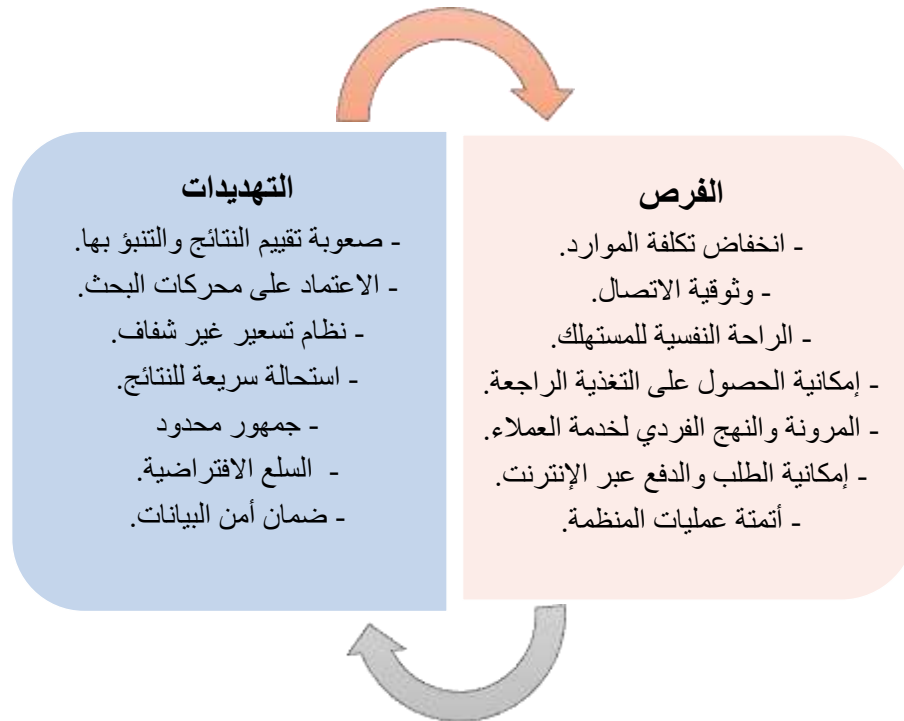 الفرص
- انخفاض تكلفة الموارد.
- وثوقية الاتصال.
- الراحة النفسية للمستهلك.
- إمكانية الحصول على التغذية الراجعة.
- المرونة والنهج الفردي لخدمة العملاء.
- إمكانية الطلب والدفع عبر الإنترنت.
- أتمتة عمليات المنظمة.
التهديدات
- صعوبة تقييم النتائج والتنبؤ بها.
- الاعتماد على محركات البحث.
- نظام تسعير غير شفاف.
- استحالة سريعة للنتائج.
- جمهور محدود
- السلع الافتراضية.
- ضمان أمن البيانات.